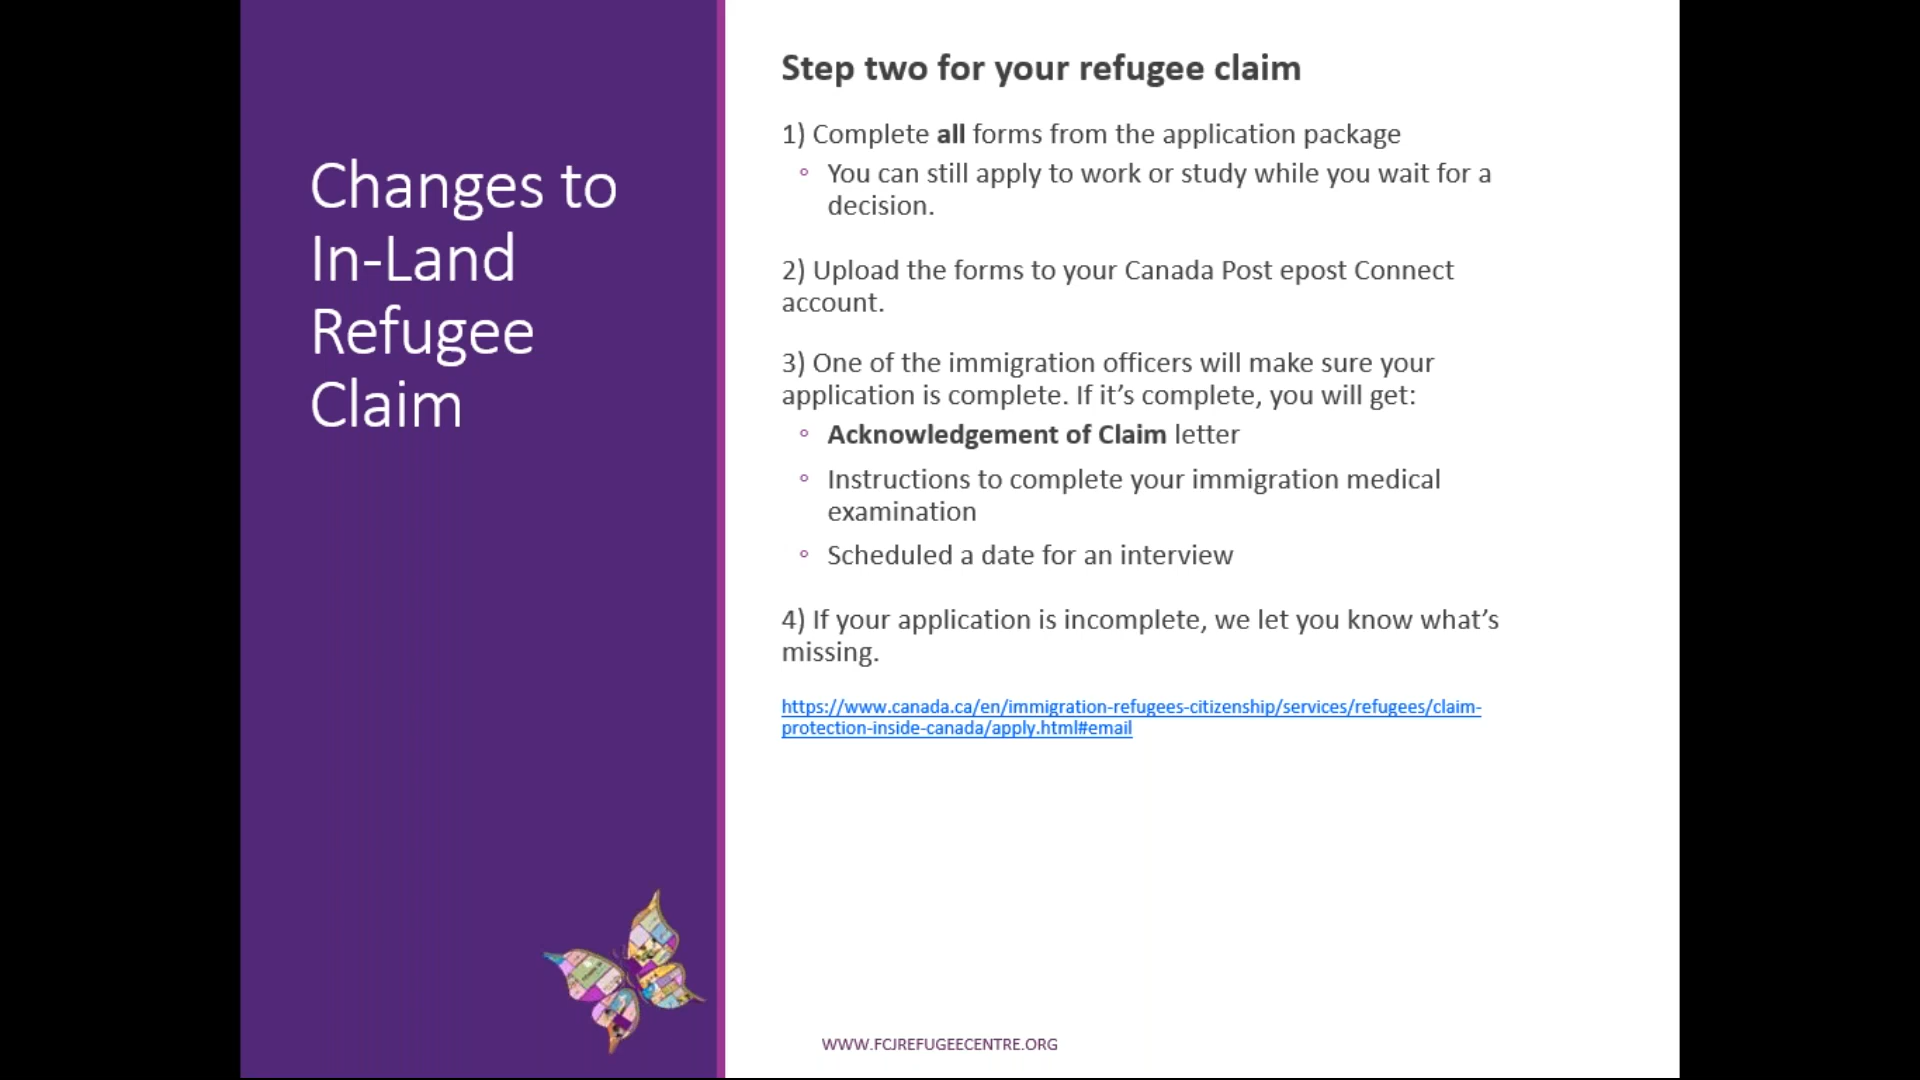 Changes to
In-Land
Refugee
Claim
Step two for your refugee claim
1) Complete all forms from the application package
◦ You can still apply to work or study while you wait for a
decision.
2) Upload the forms to your Canada Post epost Connect
account.
3) One of the immigration officers will make sure your
application is complete. If it’s complete, you will get:
◦ Acknowledgement of Claim letter
◦ Instructions to complete your immigration medical
examination
◦ Scheduled a date for an interview
4) If your application is incomplete, we let you know what’s
missing.
https://www.canada.ca/en/immigration-refugees-citizenship/services/refugees/claim-
protection-inside-canada/apply.html#email
WWW.FCJREFUGEECENTRE.ORG